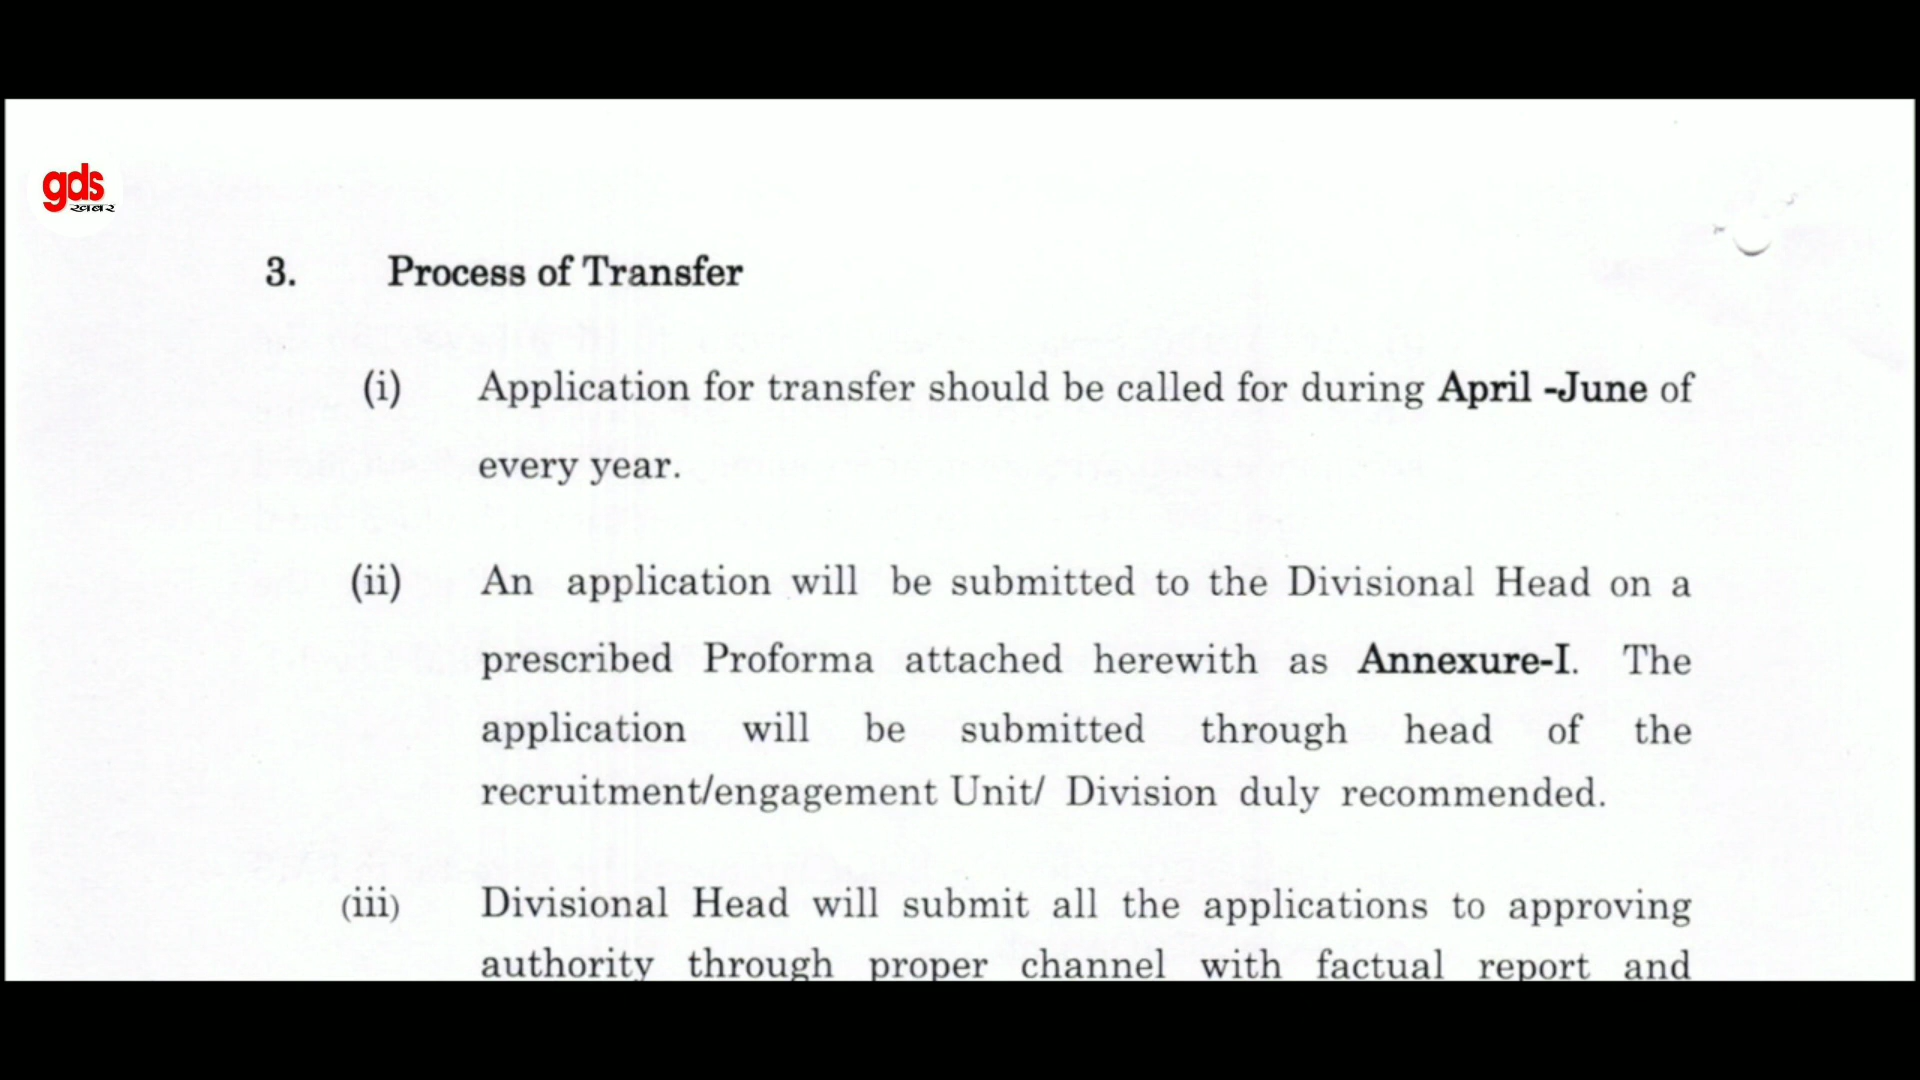 gds
खबर
3. Process of Transfer
(i) Application for transfer should be called for during April -June of
every year.
(ii) An application will be submitted to the Divisional Head on a
prescribed Proforma attached herewith as Annexure-I. The
application will be submitted through head of the
recruitment/engagement Unit/ Division duly recommended.
(iii) Divisional Head will submit all the applications to approving
authority through proper channel with factual report and